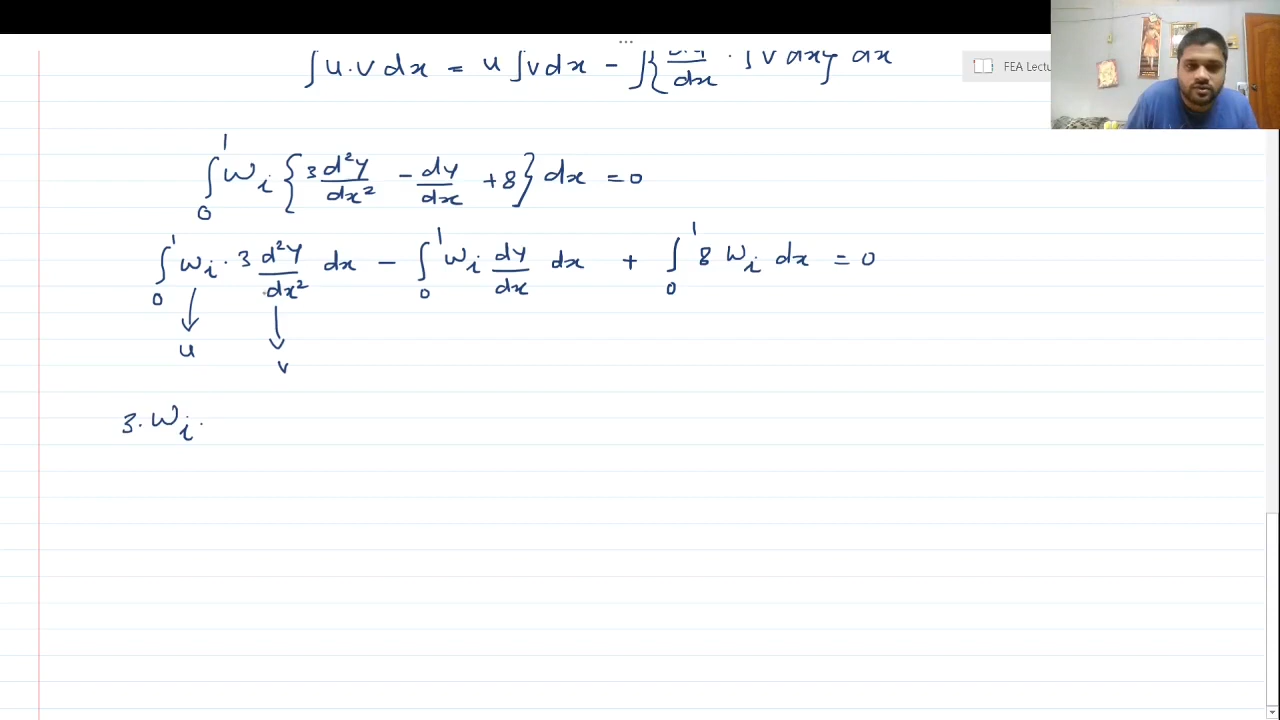 ∫ u.v dx = u ∫v dx - ∫{ /dx . ∫ v dx} dx
FEA Lectu
∫₀¹ Wᵢ { 3 d²y/dx² - dy/dx + 8 } dx = 0
∫₀¹ Wᵢ . 3 d²y/dx² dx - ∫₀¹ Wᵢ dy/dx dx + ∫₀¹ 8 Wᵢ dx = 0
u
v
3. Wᵢ .